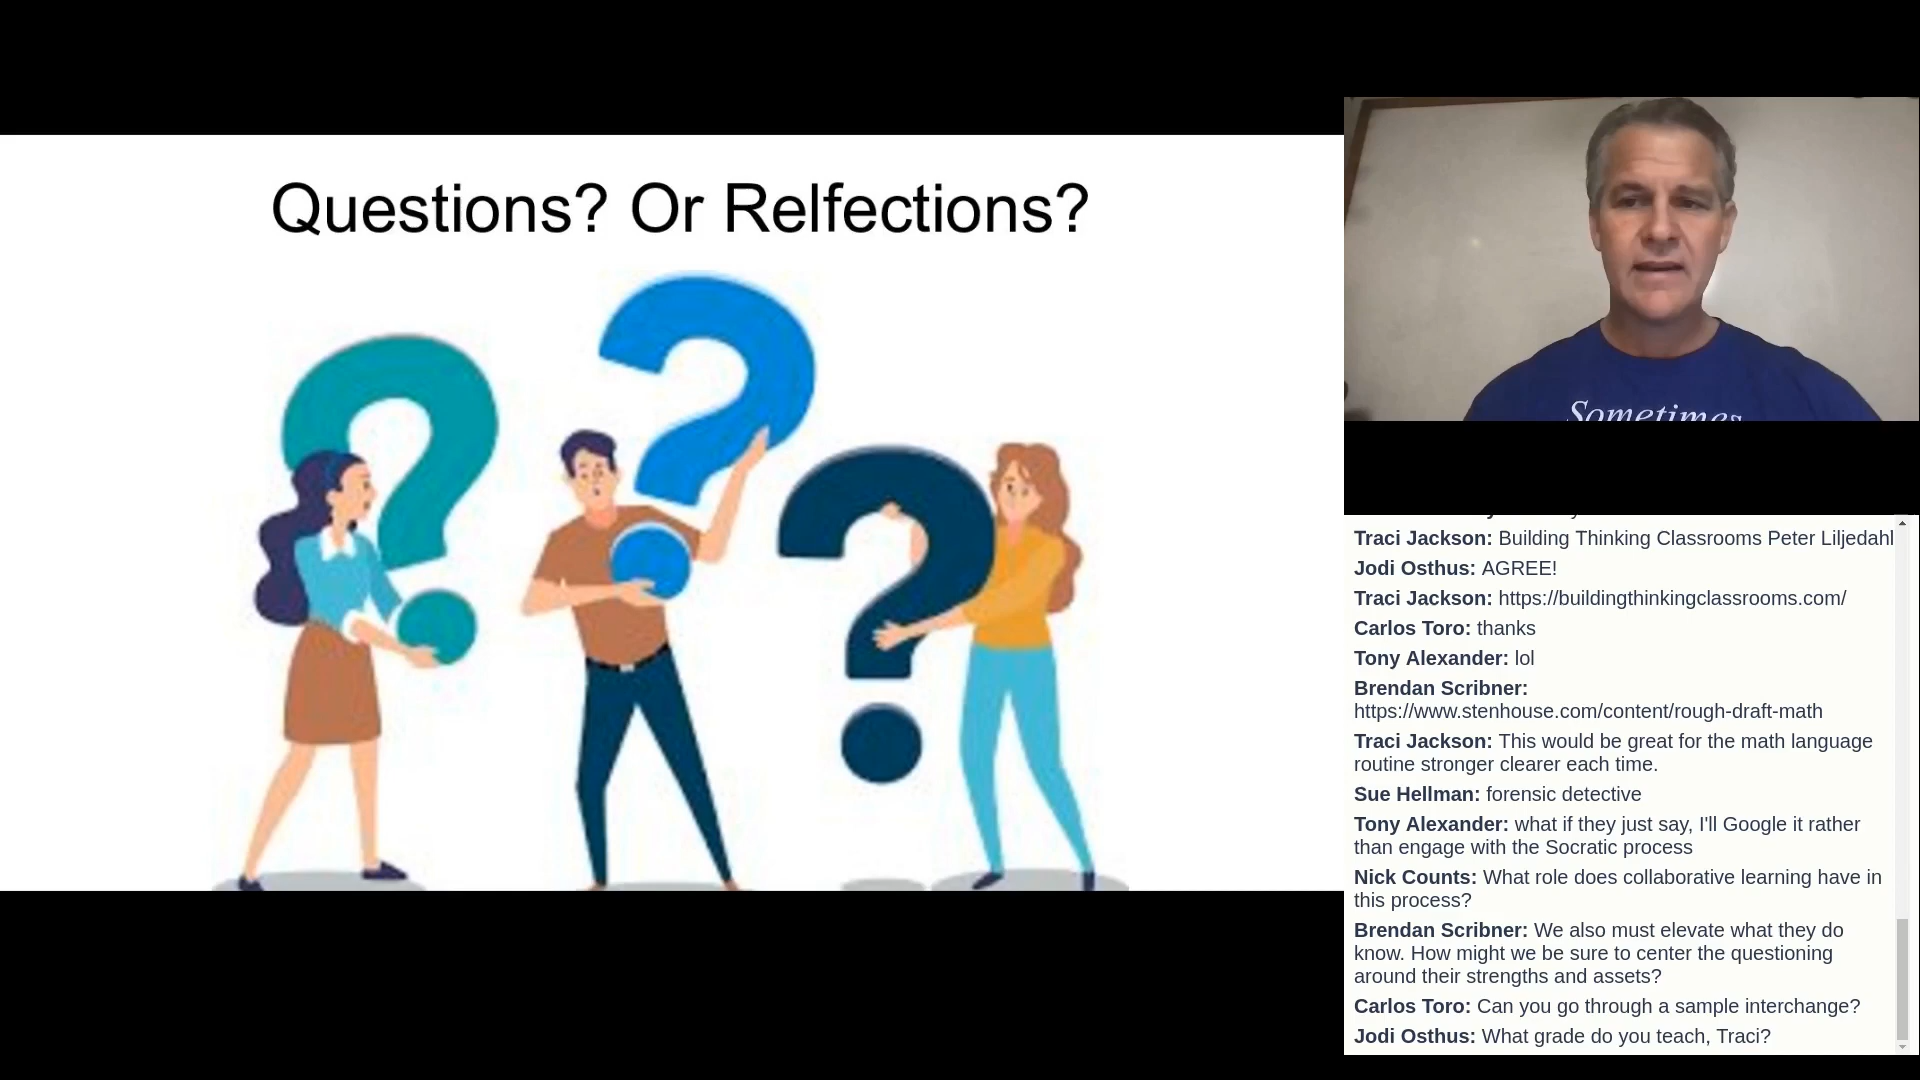 Questions? Or Relfections?
Sometimes
Traci Jackson: Building Thinking Classrooms Peter Liljedahl
Jodi Osthus: AGREE!
Traci Jackson: https://buildingthinkingclassrooms.com/
Carlos Toro: thanks
Tony Alexander: lol
Brendan Scribner:
https://www.stenhouse.com/content/rough-draft-math
Traci Jackson: This would be great for the math language
routine stronger clearer each time.
Sue Hellman: forensic detective
Tony Alexander: what if they just say, I'll Google it rather
than engage with the Socratic process
Nick Counts: What role does collaborative learning have in
this process?
Brendan Scribner: We also must elevate what they do
know. How might we be sure to center the questioning
around their strengths and assets?
Carlos Toro: Can you go through a sample interchange?
Jodi Osthus: What grade do you teach, Traci?